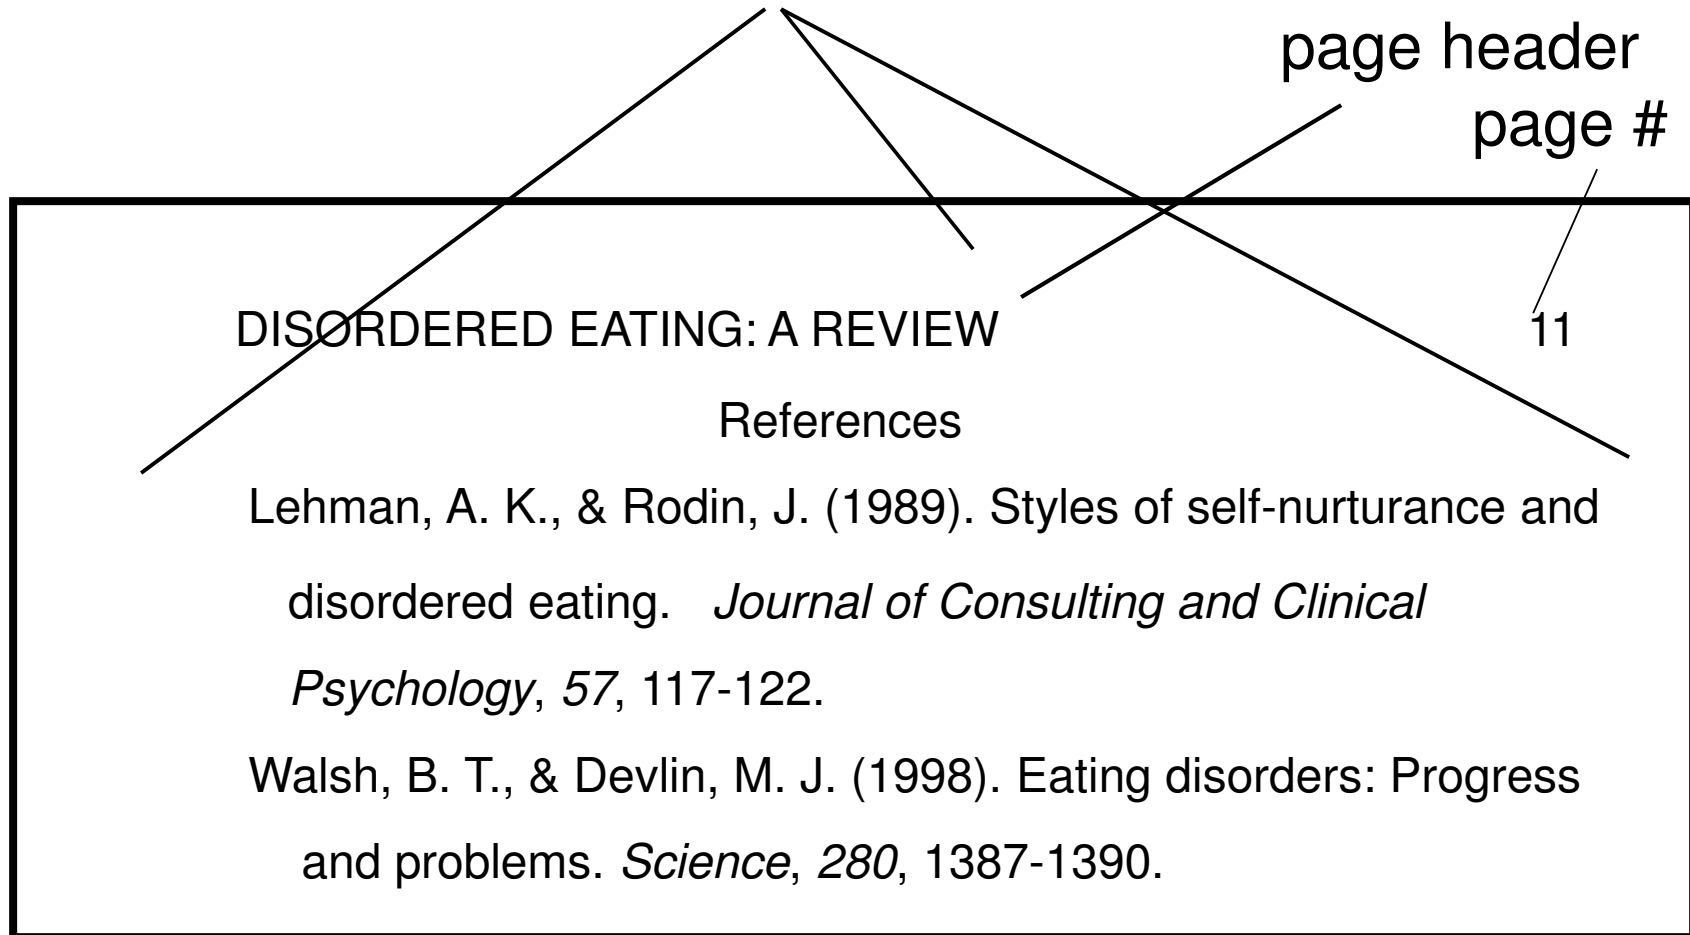 page header
page #
DISORDERED EATING: A REVIEW 11
References
Lehman, A. K., & Rodin, J. (1989). Styles of self-nurturance and
disordered eating. Journal of Consulting and Clinical
Psychology, 57, 117-122.
Walsh, B. T., & Devlin, M. J. (1998). Eating disorders: Progress
and problems. Science, 280, 1387-1390.